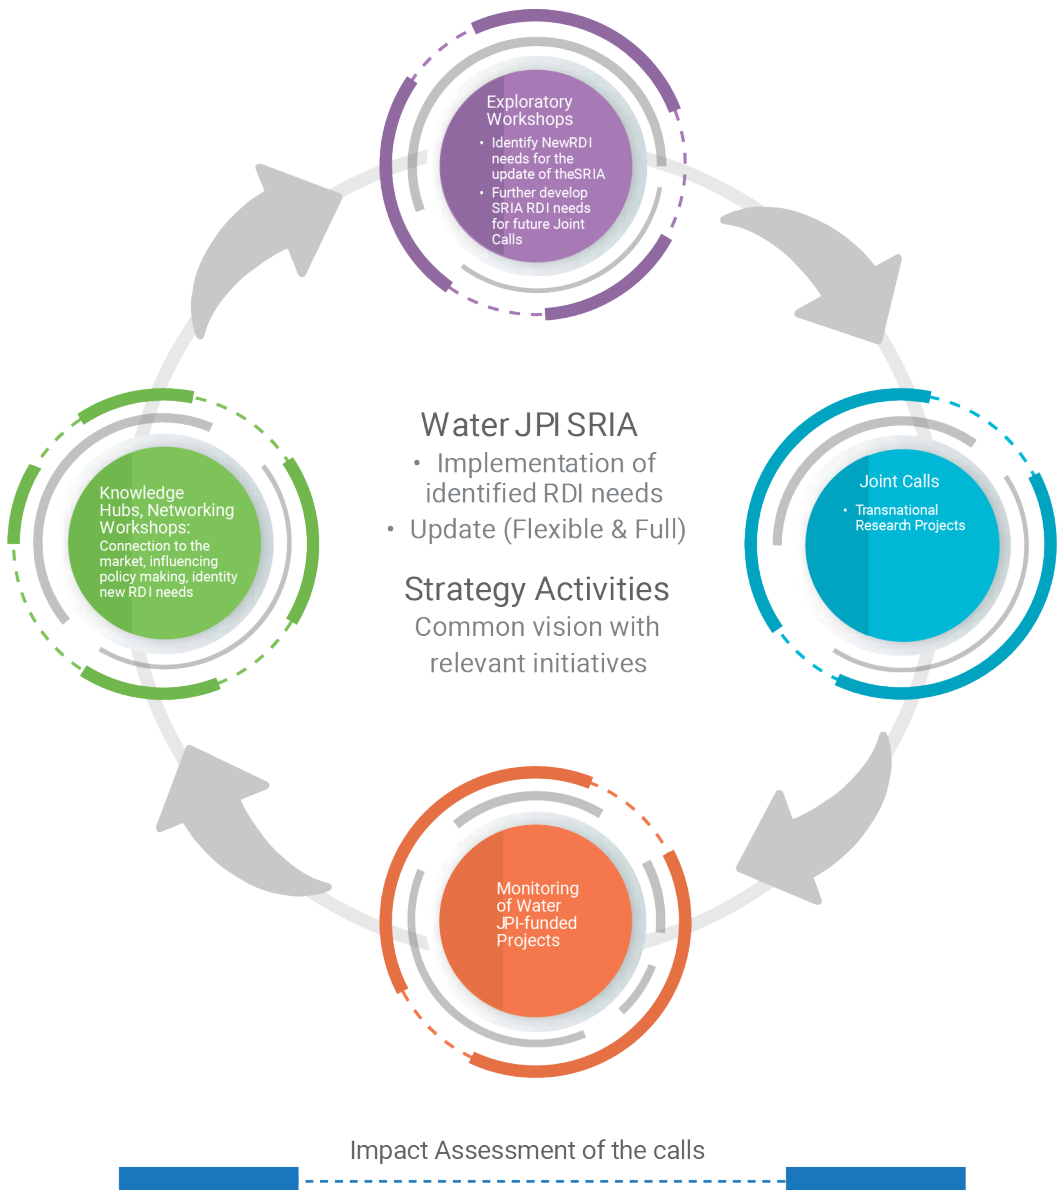 Exploratory
Workshops
• Identify NewRDI
needs for the
update of theSRIA
• Further develop
SRIA RDI needs
for future Joint
Calls
Water JPI SRIA
• Implementation of
identified RDI needs
• Update (Flexible & Full)
Strategy Activities
Common vision with
relevant initiatives
Knowledge
Hubs, Networking
Workshops:
Connection to the
market, influencing
policy making, identity
new RDI needs
Joint Calls
• Transnational
Research Projects
Monitoring
of Water
JPI-funded
Projects
Impact Assessment of the calls